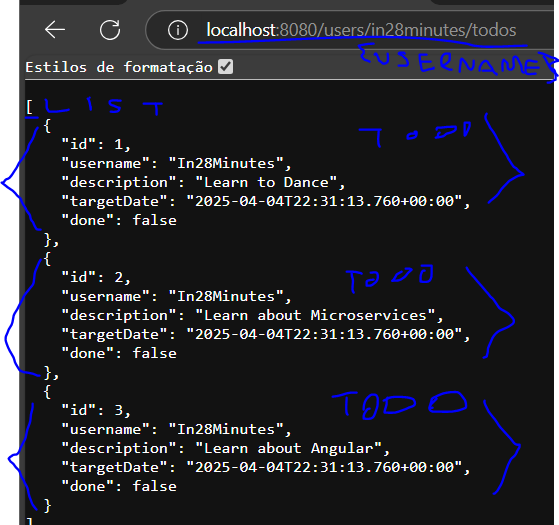 localhost:8080/users/in28minutes/todos
{USERNAME}
Estilos de formatação
[ LIST
{ TODO
"id": 1,
"username": "In28Minutes",
"description": "Learn to Dance",
"targetDate": "2025-04-04T22:31:13.760+00:00",
"done": false
},
{ TODO
"id": 2,
"username": "In28Minutes",
"description": "Learn about Microservices",
"targetDate": "2025-04-04T22:31:13.760+00:00",
"done": false
},
{ TODO
"id": 3,
"username": "In28Minutes",
"description": "Learn about Angular",
"targetDate": "2025-04-04T22:31:13.760+00:00",
"done": false
}
]